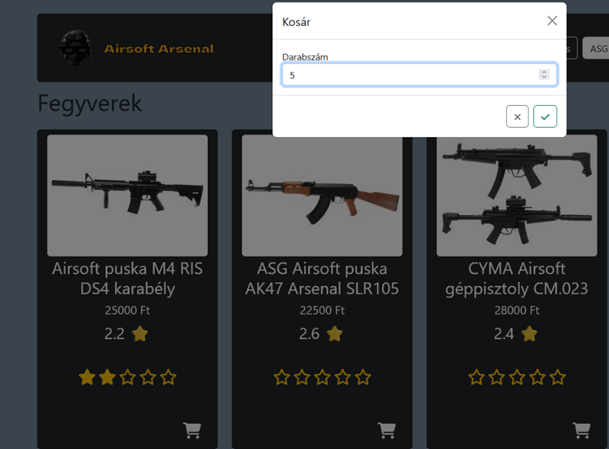 Kosár
Darabszám
5
Airsoft Arsenal
s
ASG
Fegyverek
Airsoft puska M4 RIS
DS4 karabély
25000 Ft
2.2
ASG Airsoft puska
AK47 Arsenal SLR105
22500 Ft
2.6
CYMA Airsoft
géppisztoly CM.023
28000 Ft
2.4